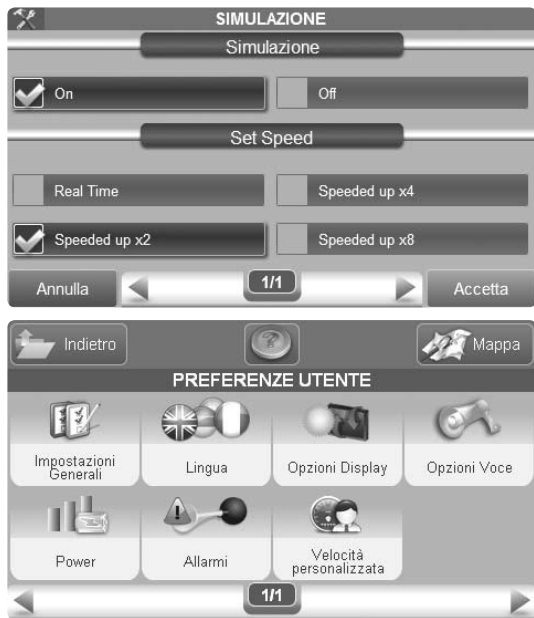 SIMULAZIONE
Simulazione
On Off
Set Speed
Real Time Speeded up x4
Speeded up x2 Speeded up x8
Annulla 1/1 Accetta
Indietro ? Mappa
PREFERENZE UTENTE
Impostazioni Generali Lingua Opzioni Display Opzioni Voce
Power Allarmi Velocità personalizzata
1/1